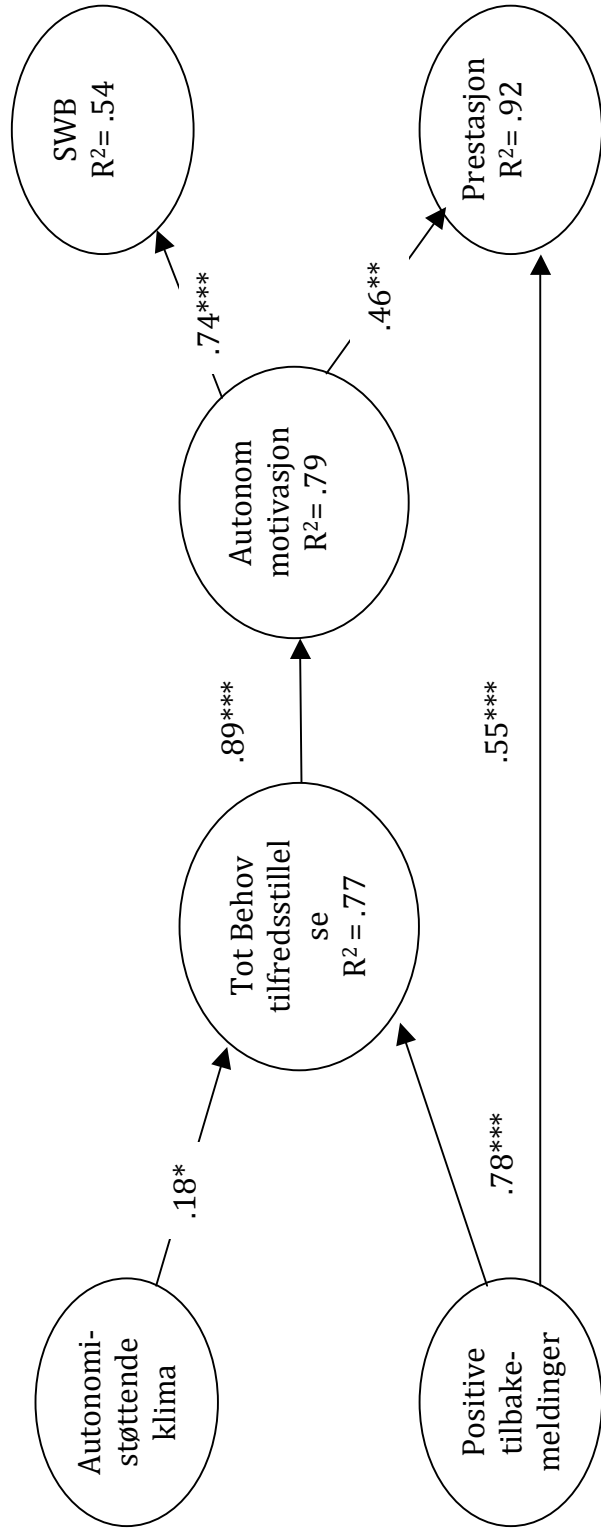 Autonomi-
støttende
klima
Positive
tilbake-
meldinger
.18*
.78***
Tot Behov
tilfredsstillel
se
R² = .77
.89***
.55***
Autonom
motivasjon
R²= .79
.74***
.46**
SWB
R²= .54
Prestasjon
R²= .92